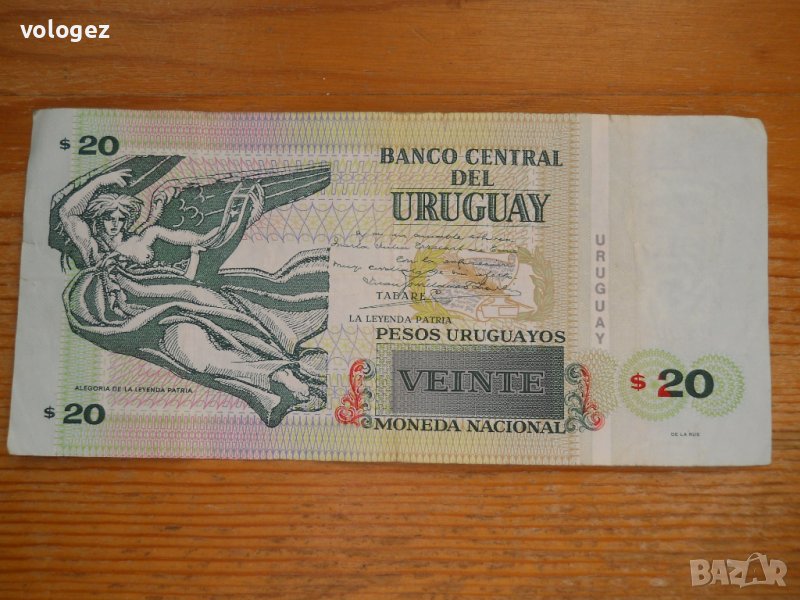 vologez
$ 20
BANCO CENTRAL
DEL
URUGUAY
TABARÉ
LA LEYENDA PATRIA
PESOS URUGUAYOS
VEINTE
MONEDA NACIONAL
ALEGORIA DE LA LEYENDA PATRIA
$ 20
URUGUAY
$ 20
DE LA RUE
BAZAR